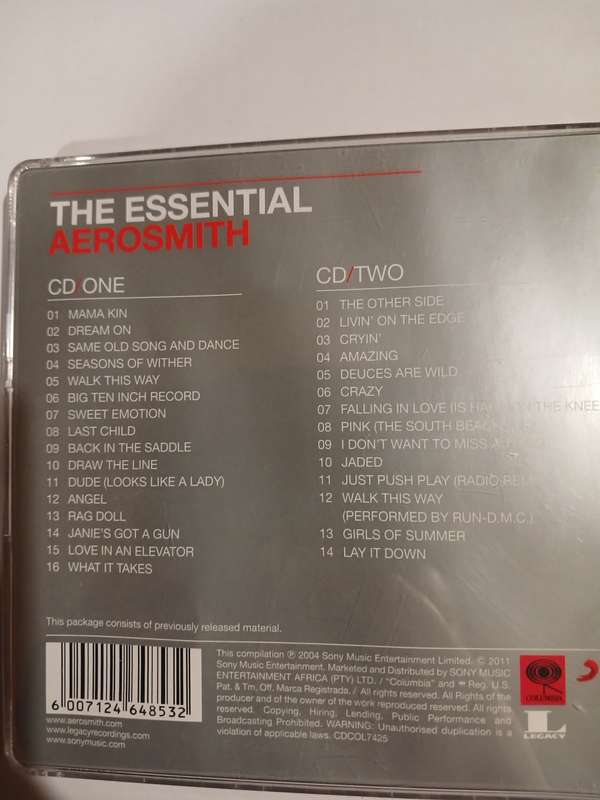 THE ESSENTIAL
AEROSMITH
CD/ONE
01 MAMA KIN
02 DREAM ON
03 SAME OLD SONG AND DANCE
04 SEASONS OF WITHER
05 WALK THIS WAY
06 BIG TEN INCH RECORD
07 SWEET EMOTION
08 LAST CHILD
09 BACK IN THE SADDLE
10 DRAW THE LINE
11 DUDE (LOOKS LIKE A LADY)
12 ANGEL
13 RAG DOLL
14 JANIE'S GOT A GUN
15 LOVE IN AN ELEVATOR
16 WHAT IT TAKES
CD/TWO
01 THE OTHER SIDE
02 LIVIN' ON THE EDGE
03 CRYIN'
04 AMAZING
05 DEUCES ARE WILD
06 CRAZY
07 FALLING IN LOVE (IS ON THE KNEE
08 PINK (THE SOUTH
09 I DON'T WANT TO MISS A
10 JADED
11 JUST PUSH PLAY (RADIO
12 WALK THIS WAY
(PERFORMED BY RUN-D.M.C.)
13 GIRLS OF SUMMER
14 LAY IT DOWN
This package consists of previously released material.
6 007124 648532
www.aerosmith.com
www.legacyrecordings.com
www.sonymusic.com
This compilation ℗ 2004 Sony Music Entertainment Limited. © 2011
Sony Music Entertainment. Marketed and Distributed by SONY MUSIC
ENTERTAINMENT AFRICA (PTY) LTD. / "Columbia" and ® Reg. U.S.
Pat. & Tm. Off. Marca Registrada. / All rights reserved. All Rights of the
producer and of the owner of the work reproduced reserved. All rights
reserved. Copying, Hiring, Lending, Public Performance and
Broadcasting Prohibited. WARNING: Unauthorised duplication is a
violation of applicable laws. CDCOL7425
COLUMBIA
L
LEGACY